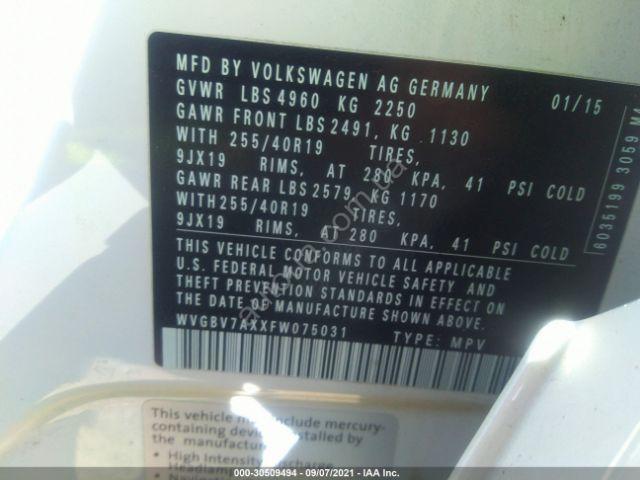 MFD BY VOLKSWAGEN AG GERMANY 01/15
GVWR LBS 4960 KG 2250
GAWR FRONT LBS 2491, KG 1130
WITH 255/40R19 TIRES,
9JX19 RIMS, AT 280 KPA, 41 PSI COLD
GAWR REAR LBS 2579 KG 1170
WITH 255/40R19 TIRES,
9JX19 RIMS, AT 280 KPA, 41 PSI COLD
THIS VEHICLE CONFORMS TO ALL APPLICABLE
U.S. FEDERAL MOTOR VEHICLE SAFETY AND
THEFT PREVENTION STANDARDS IN EFFECT ON
THE DATE OF MANUFACTURE SHOWN ABOVE
WVGBV7AXXFW075031 TYPE: MPV
6035199 3059
This vehicle may include mercury-
containing devices installed by
the manufacturer
• High Intensity Discharge
Headlamps
000-30509494 - 09/07/2021 - IAA Inc.